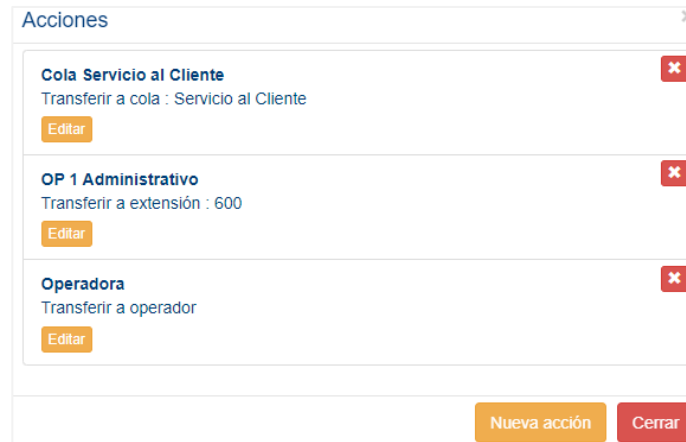 Acciones
Cola Servicio al Cliente
Transferir a cola : Servicio al Cliente
Editar
OP 1 Administrativo
Transferir a extensión : 600
Editar
Operadora
Transferir a operador
Editar
Nueva acción
Cerrar